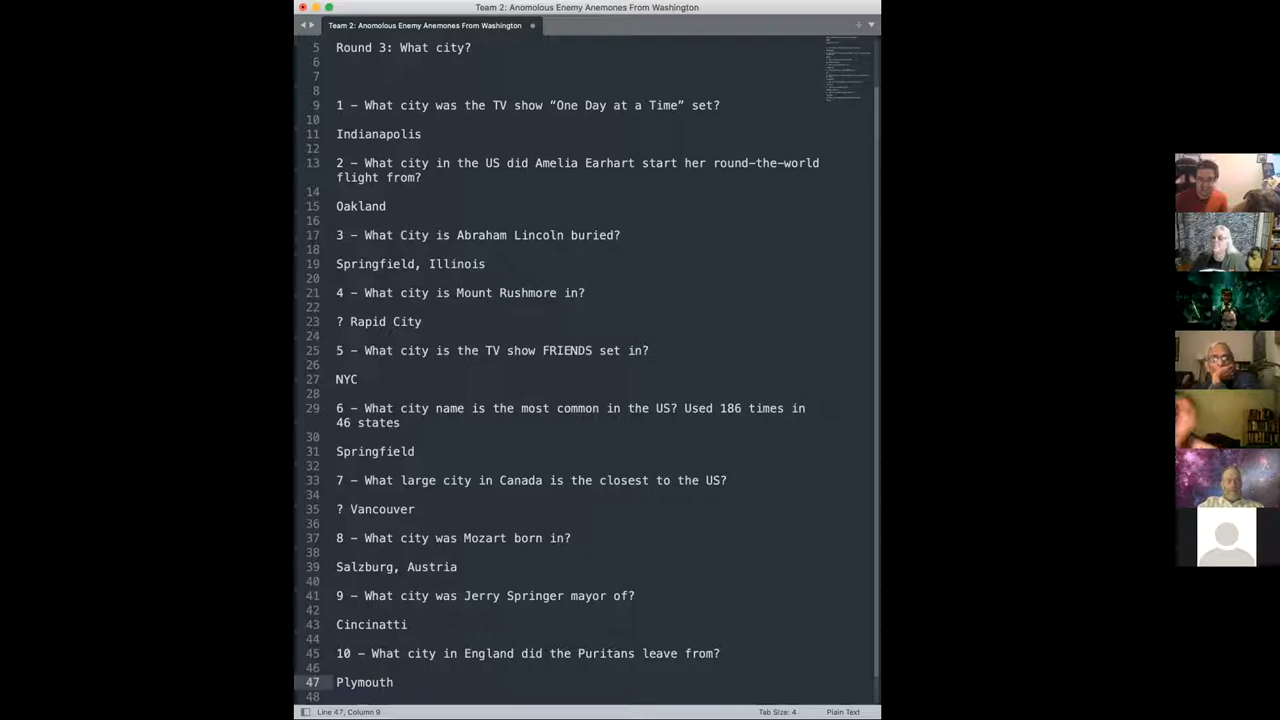 Team 2: Anomolous Enemy Anemones From Washington
Team 2: Anomolous Enemy Anemones From Washington
5 Round 3: What city?
6
7
8
9 1 – What city was the TV show “One Day at a Time” set?
10
11 Indianapolis
12
13 2 – What city in the US did Amelia Earhart start her round-the-world
flight from?
14
15 Oakland
16
17 3 – What City is Abraham Lincoln buried?
18
19 Springfield, Illinois
20
21 4 – What city is Mount Rushmore in?
22
23 ? Rapid City
24
25 5 – What city is the TV show FRIENDS set in?
26
27 NYC
28
29 6 – What city name is the most common in the US? Used 186 times in
46 states
30
31 Springfield
32
33 7 – What large city in Canada is the closest to the US?
34
35 ? Vancouver
36
37 8 – What city was Mozart born in?
38
39 Salzburg, Austria
40
41 9 – What city was Jerry Springer mayor of?
42
43 Cincinatti
44
45 10 – What city in England did the Puritans leave from?
46
47 Plymouth
48
Line 47, Column 9 Tab Size: 4 Plain Text